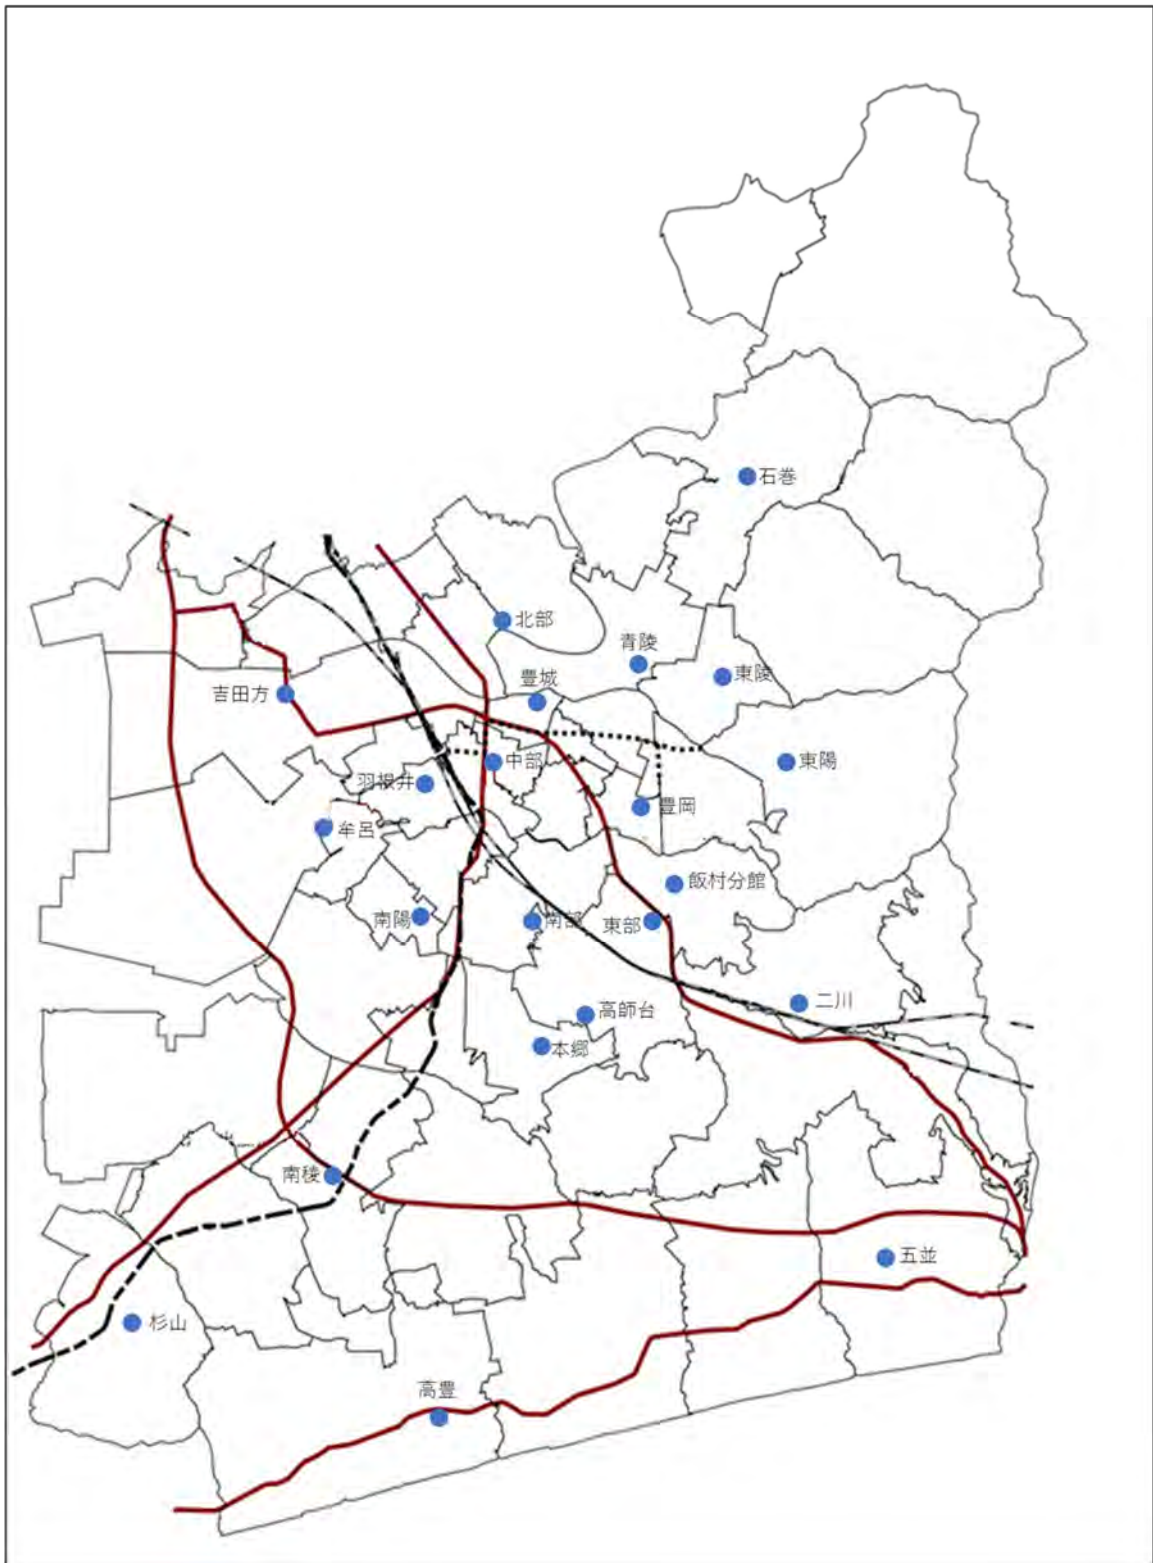 石巻
北部
青陵
東陵
豊城
吉田方
中部
東陽
羽根井
豊岡
牟呂
飯村分館
南陽
南部
東部
二川
高師台
本郷
南稜
五並
杉山
高豊